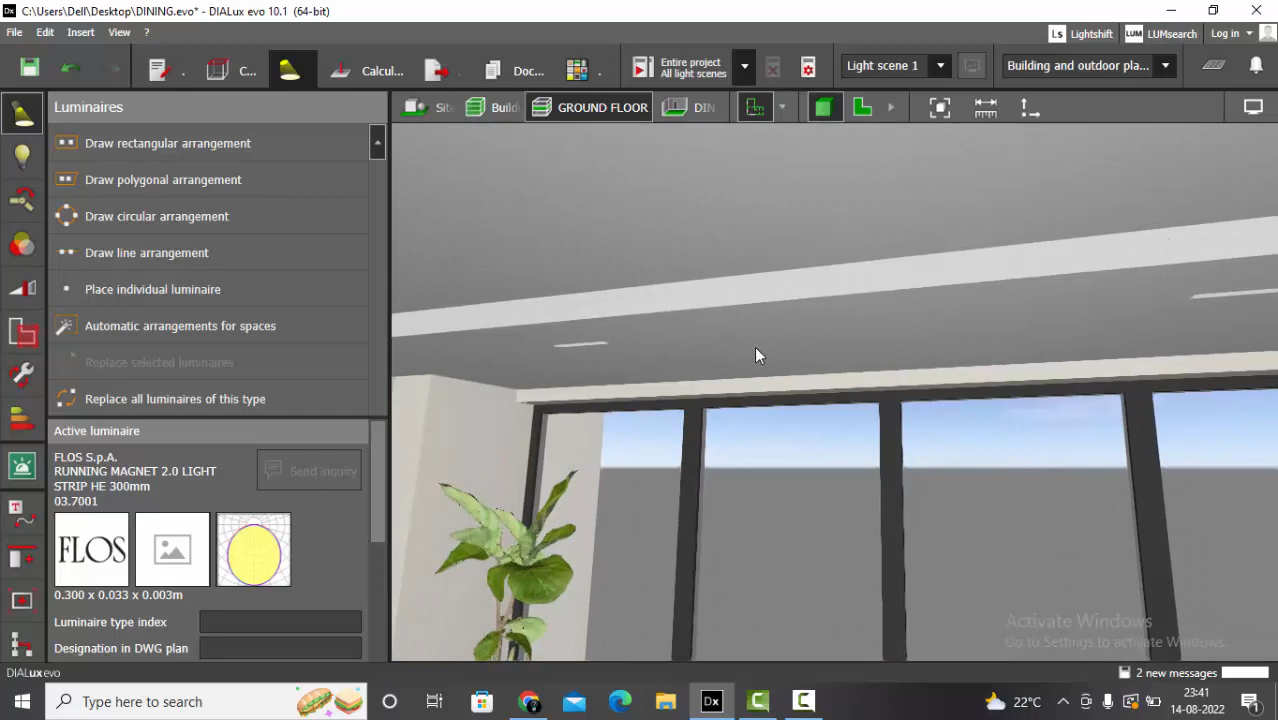 C:\Users\Dell\Desktop\DINING.evo* - DIALux evo 10.1 (64-bit)
File Edit Insert View ?
Lightshift LUMsearch Log in
C... Calcul... Doc... Entire project All light scenes Light scene 1 Building and outdoor pla...
Luminaires
Sit Build GROUND FLOOR DIN
Draw rectangular arrangement
Draw polygonal arrangement
Draw circular arrangement
Draw line arrangement
Place individual luminaire
Automatic arrangements for spaces
Replace selected luminaires
Replace all luminaires of this type
Active luminaire
FLOS S.p.A.
RUNNING MAGNET 2.0 LIGHT
STRIP HE 300mm
03.7001
Send inquiry
FLOS
0.300 x 0.033 x 0.003m
Luminaire type index
Designation in DWG plan
Activate Windows
Go to Settings to activate Windows.
DIALux evo
2 new messages
Type here to search
22°C
23:41
14-08-2022